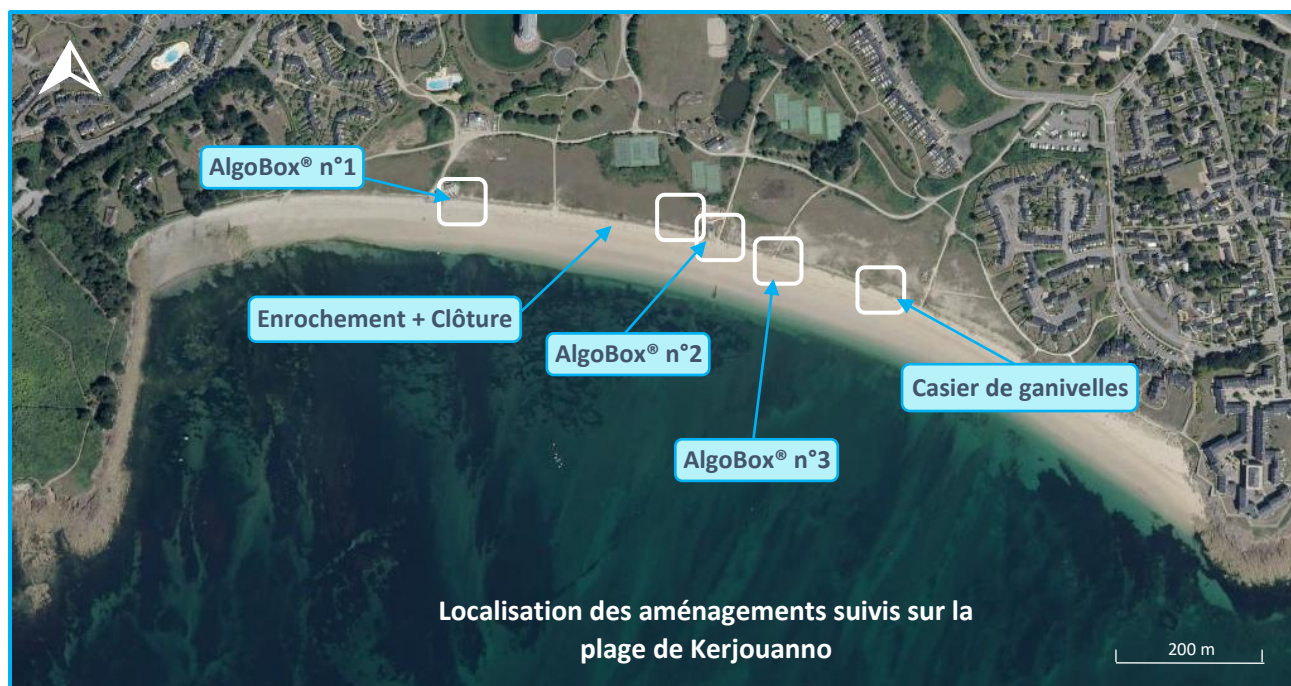 AlgoBox® n°1
Enrochement + Clôture
AlgoBox® n°2
Casier de ganivelles
AlgoBox® n°3
Localisation des aménagements suivis sur la
plage de Kerjouanno
200 m